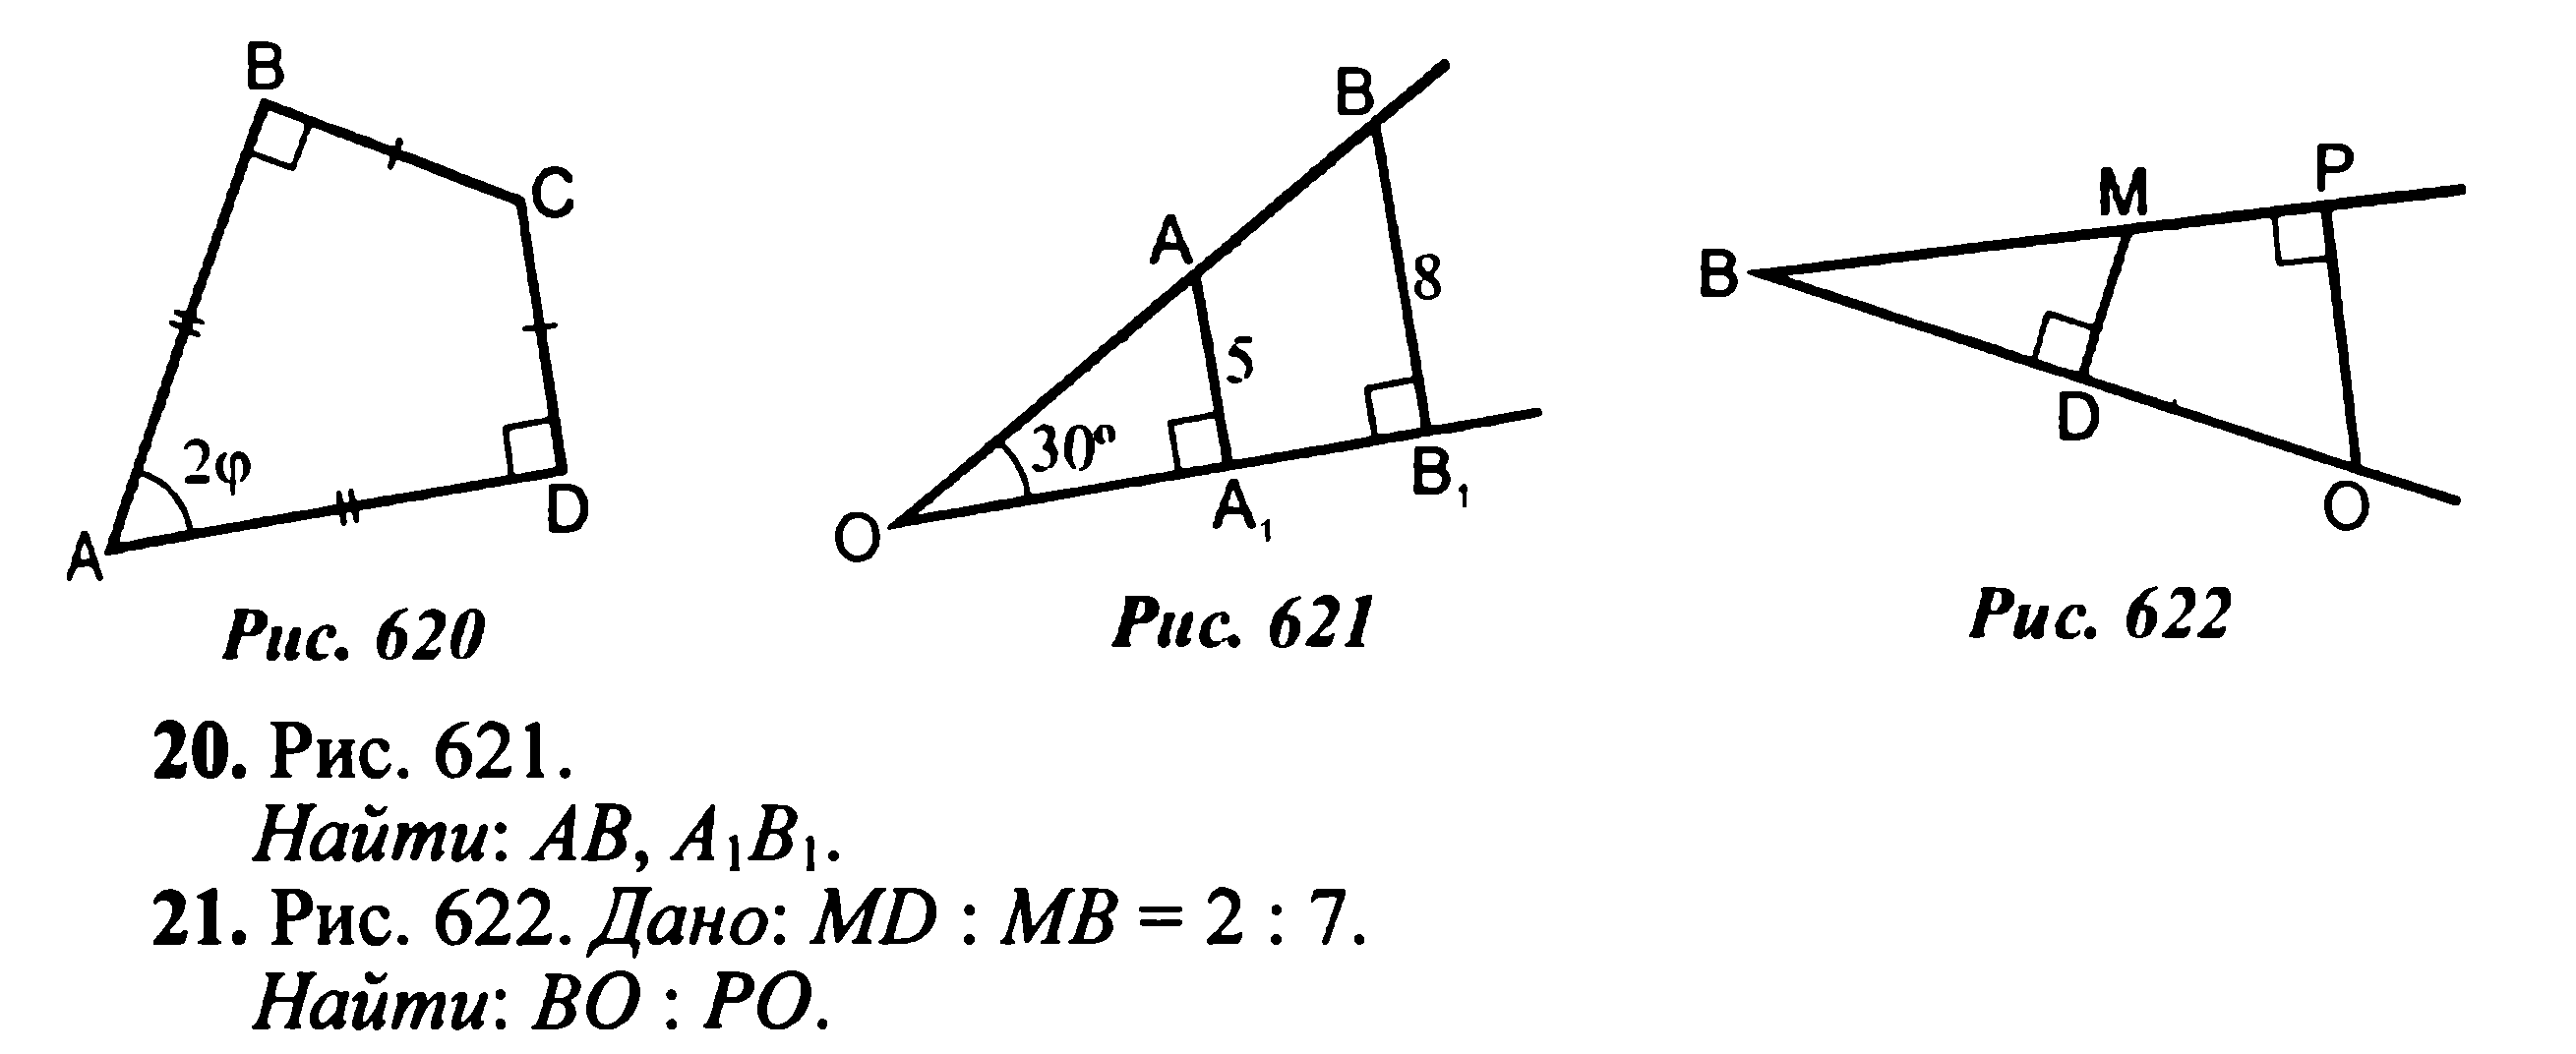 B
C
2φ
A
D
Рис. 620
B
A
8
5
30°
O
A₁
B₁
Рис. 621
M
P
B
D
O
Рис. 622
20. Рис. 621.
Найти: AB, A₁B₁.
21. Рис. 622. Дано: MD : MB = 2 : 7.
Найти: BO : PO.